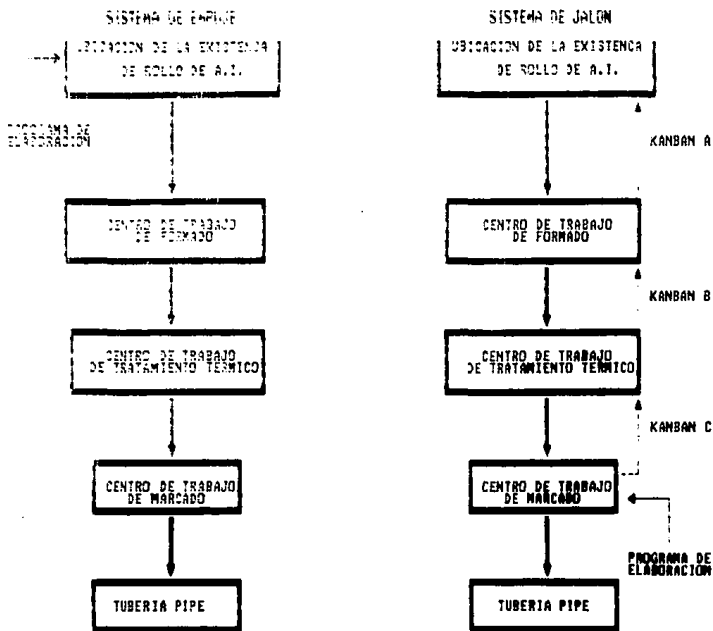 SISTEMA DE EMPUJE
UBICACION DE LA EXISTENCA
DE ROLLO DE A.I.
PROGRAMA DE
ELABORACION
CENTRO DE TRABAJO
DE FORMADO
CENTRO DE TRABAJO
DE TRATAMIENTO TERMICO
CENTRO DE TRABAJO
DE MARCADO
TUBERIA PIPE
SISTEMA DE JALON
UBICACION DE LA EXISTENCA
DE ROLLO DE A.I.
KANBAN A
CENTRO DE TRABAJO
DE FORMADO
KANBAN B
CENTRO DE TRABAJO
DE TRATAMIENTO TERMICO
KANBAN C
CENTRO DE TRABAJO
DE MARCADO
PROGRAMA DE
ELABORACION
TUBERIA PIPE